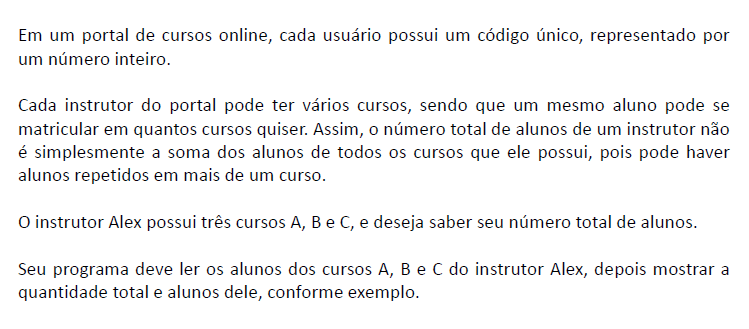 Em um portal de cursos online, cada usuário possui um código único, representado por
um número inteiro.
Cada instrutor do portal pode ter vários cursos, sendo que um mesmo aluno pode se
matricular em quantos cursos quiser. Assim, o número total de alunos de um instrutor não
é simplesmente a soma dos alunos de todos os cursos que ele possui, pois pode haver
alunos repetidos em mais de um curso.
O instrutor Alex possui três cursos A, B e C, e deseja saber seu número total de alunos.
Seu programa deve ler os alunos dos cursos A, B e C do instrutor Alex, depois mostrar a
quantidade total e alunos dele, conforme exemplo.